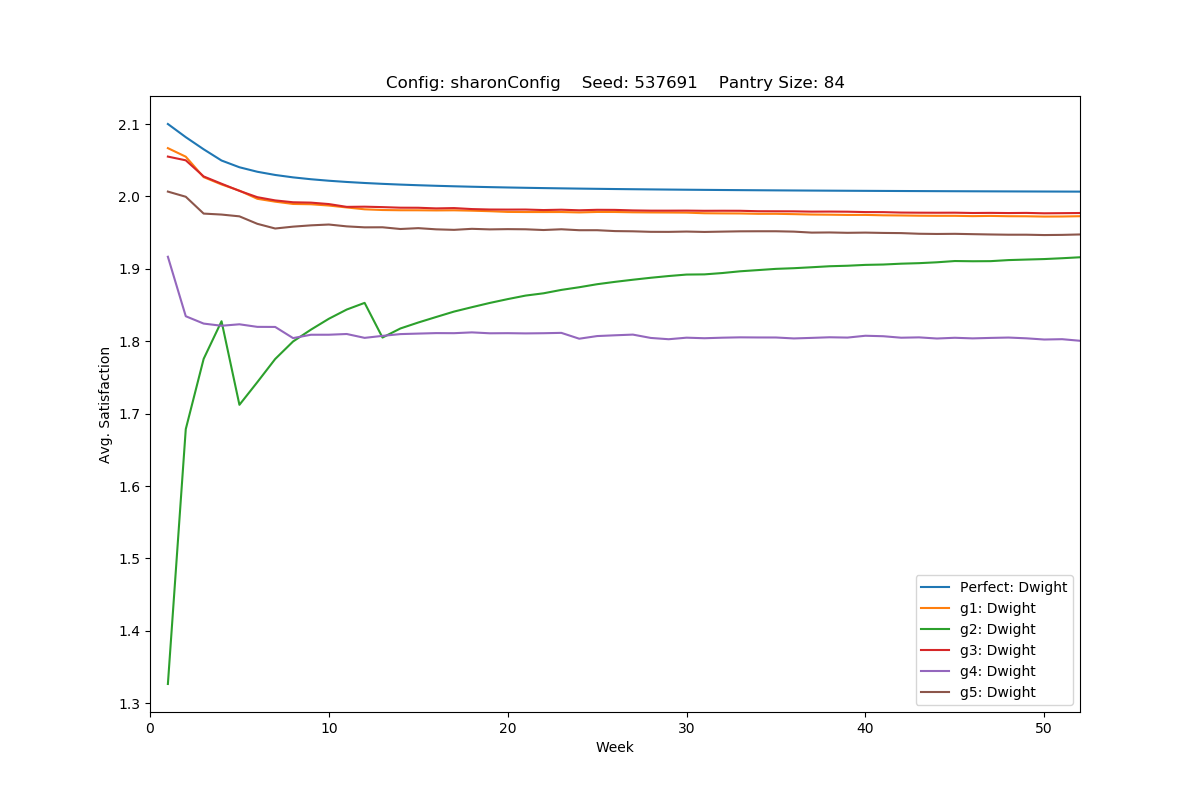 Config: sharonConfig    Seed: 537691    Pantry Size: 84
Avg. Satisfaction
2.1
2.0
1.9
1.8
1.7
1.6
1.5
1.4
1.3
0
10
20
30
40
50
Week
Perfect: Dwight
g1: Dwight
g2: Dwight
g3: Dwight
g4: Dwight
g5: Dwight